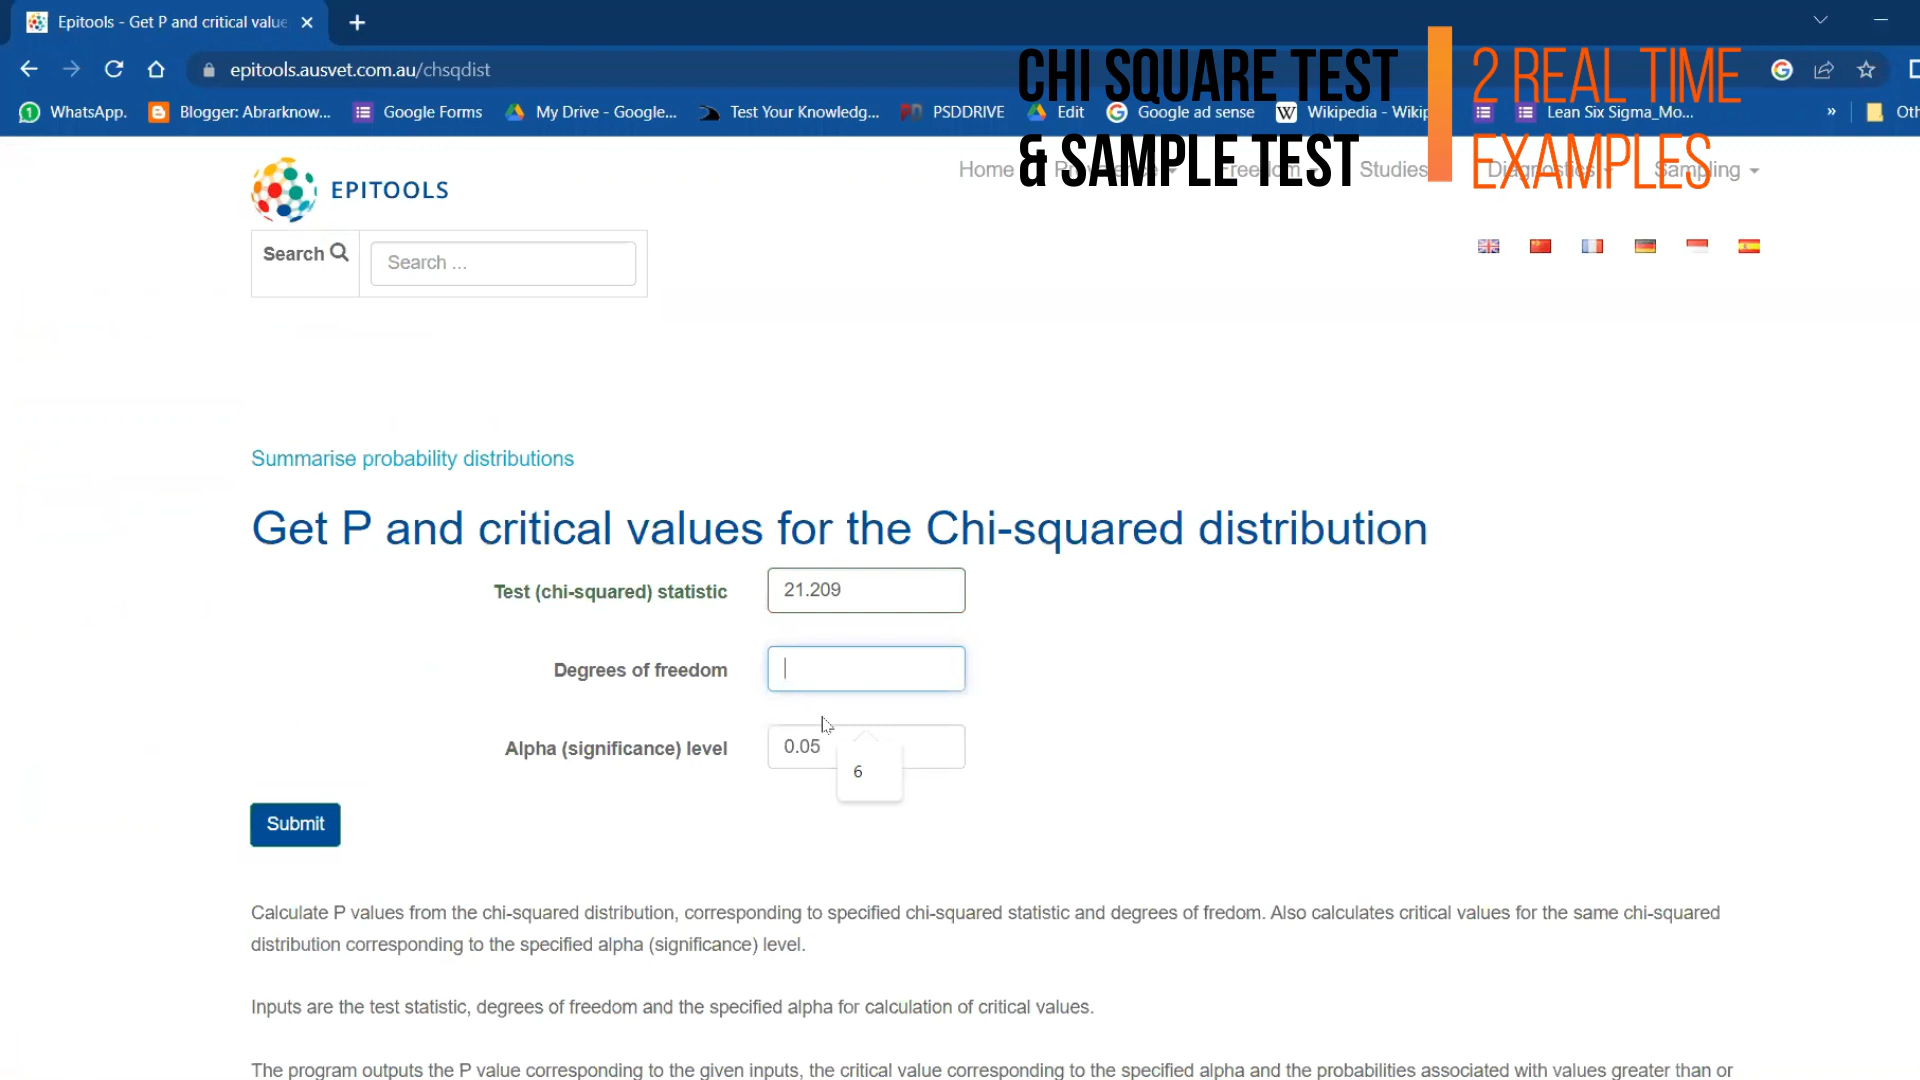 Epitools - Get P and critical value
epitools.ausvet.com.au/chsqdist
CHI SQUARE TEST
& SAMPLE TEST
2 REAL TIME
EXAMPLES
WhatsApp.
Blogger: Abrarknow...
Google Forms
My Drive - Google...
Test Your Knowledg...
PSDDRIVE
Edit
Google ad sense
Wikipedia - Wikip
Lean Six Sigma_Mo...
»
Oth
EPITOOLS
Home
Freedom
Studies
Diagnostics
Sampling
Search
Search ...
Summarise probability distributions
Get P and critical values for the Chi-squared distribution
Test (chi-squared) statistic
21.209
Degrees of freedom
Alpha (significance) level
0.05
6
Submit
Calculate P values from the chi-squared distribution, corresponding to specified chi-squared statistic and degrees of fredom. Also calculates critical values for the same chi-squared
distribution corresponding to the specified alpha (significance) level.
Inputs are the test statistic, degrees of freedom and the specified alpha for calculation of critical values.
The program outputs the P value corresponding to the given inputs, the critical value corresponding to the specified alpha and the probabilities associated with values greater than or